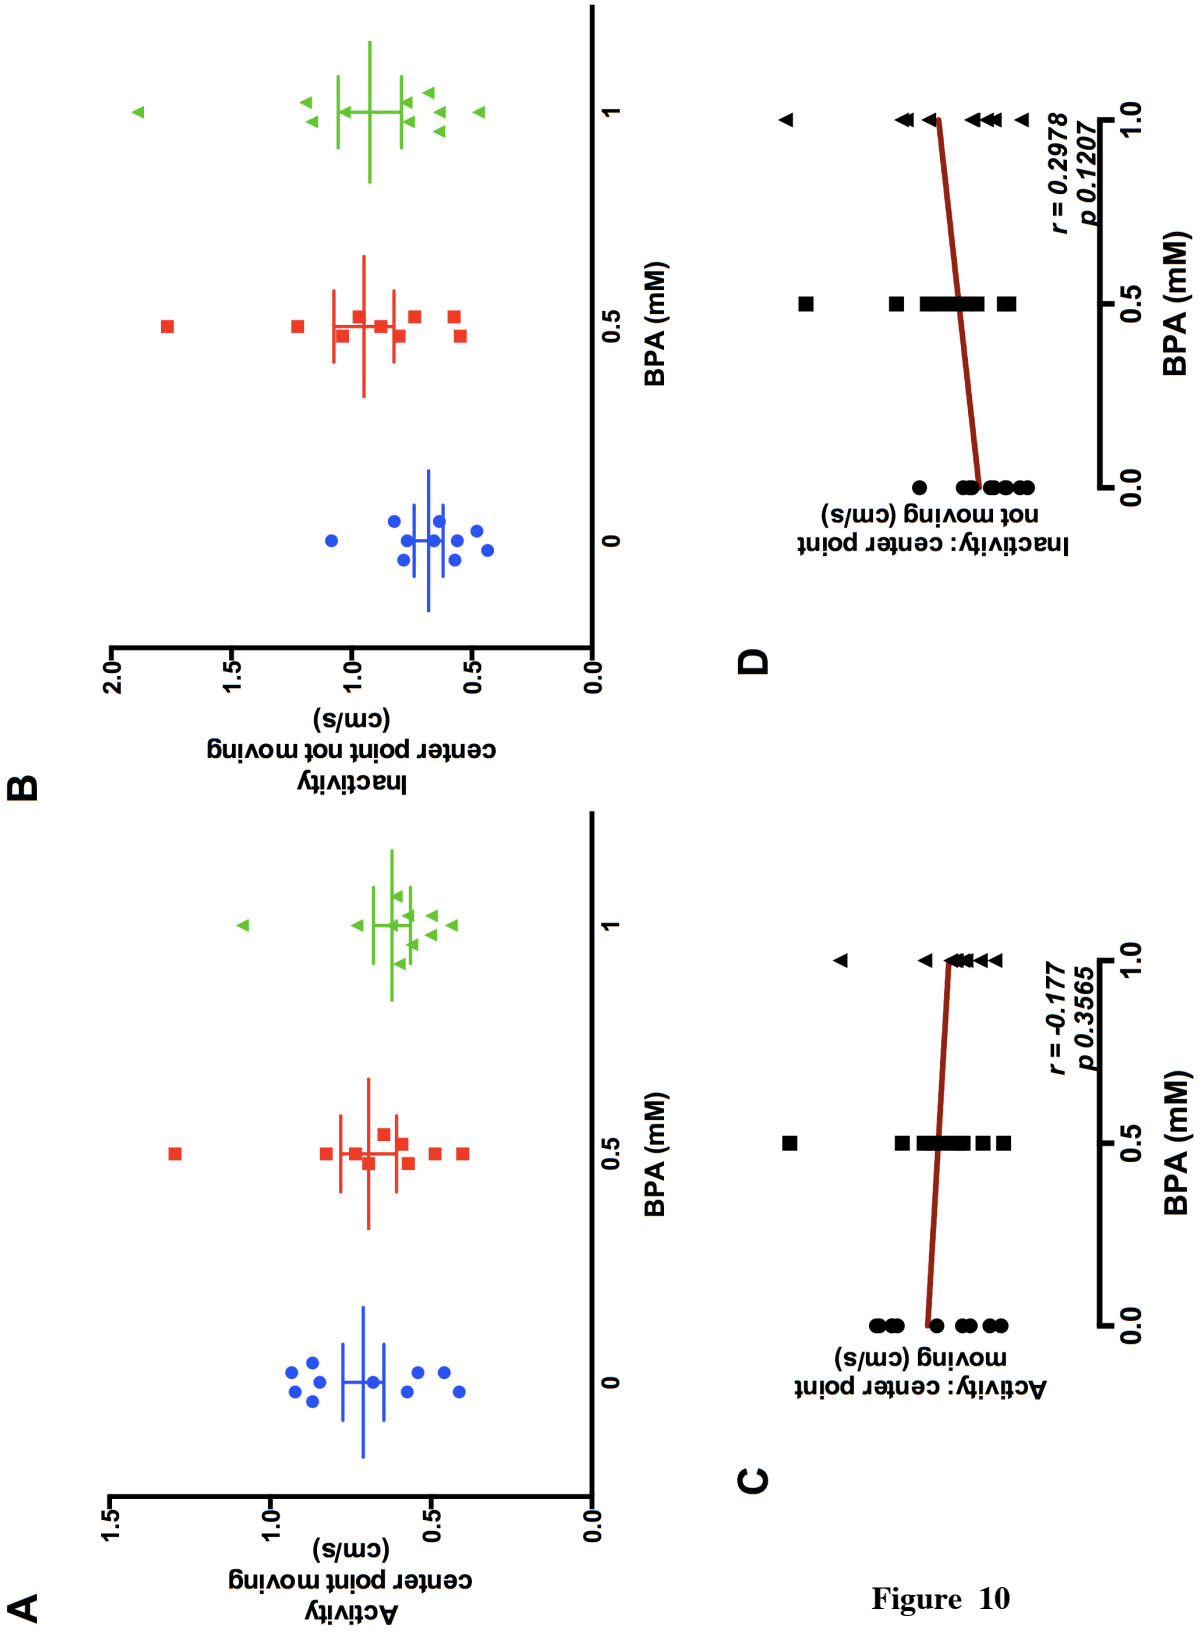 A
Activity
center point moving
(cm/s)
1.5
1.0
0.5
0.0
0
0.5
1
BPA (mM)
B
Inactivity
center point not moving
(cm/s)
2.0
1.5
1.0
0.5
0.0
0
0.5
1
BPA (mM)
C
Activity: center point
moving (cm/s)
r = -0.177
p 0.3565
0.0
0.5
1.0
BPA (mM)
D
Inactivity: center point
not moving (cm/s)
r = 0.2978
p 0.1207
0.0
0.5
1.0
BPA (mM)
Figure 10